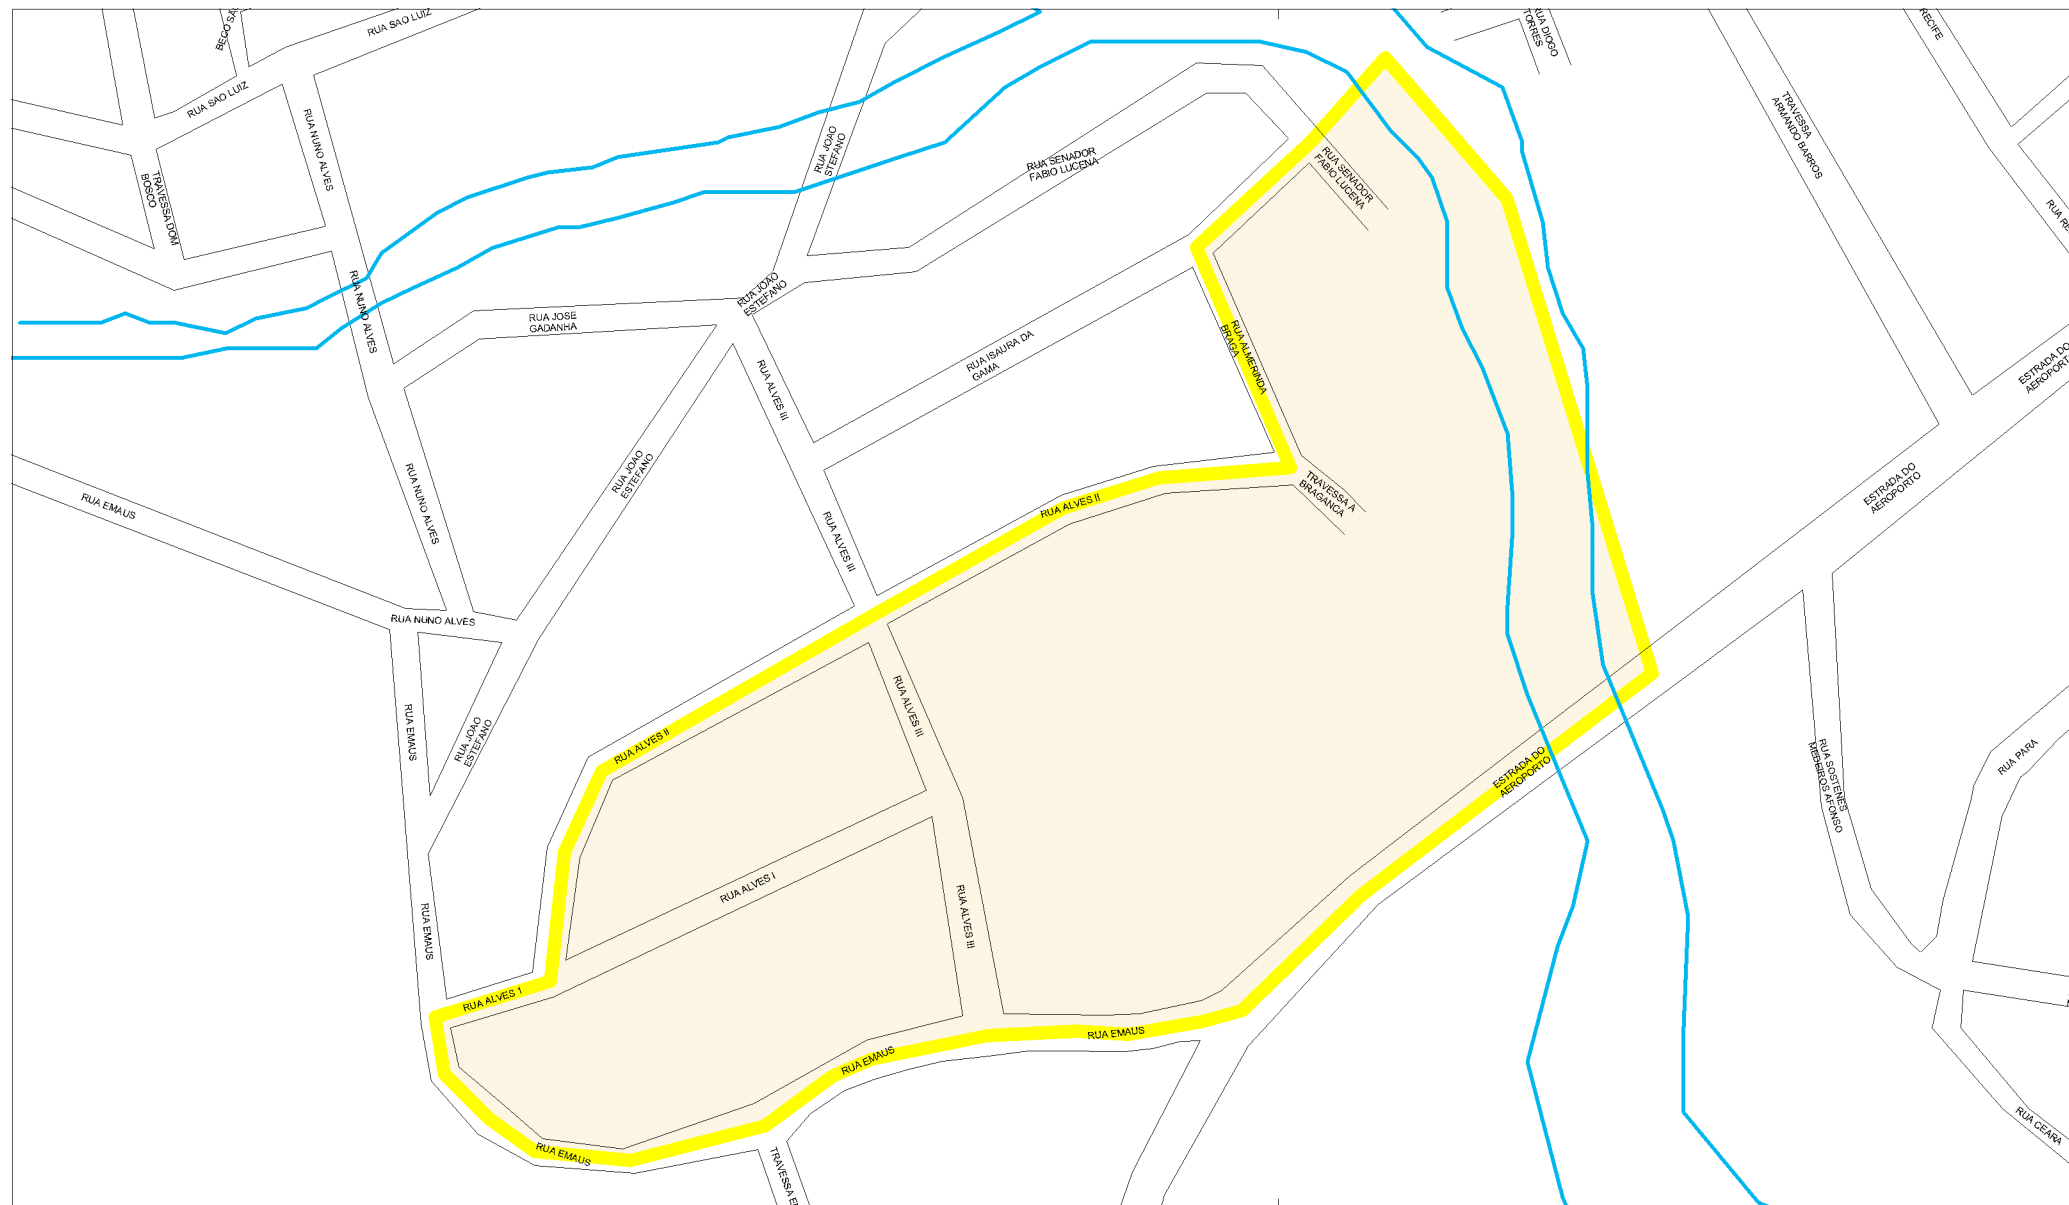 RUA SAO LUIZ
RUA DIOGO
TORRES
RECIFE
RUA SAO LUIZ
RUA NUNO ALVES
TRAVESSA
ARMANDO BARROS
RUA JOAO
ESTEFANO
RUA SENADOR
FABIO LUCENA
RUA SENADOR
FABIO LUCENA
TRAVESSA DOM
BOSCO
RUA NUNO ALVES
RUA JOAO
ESTEFANO
RUA JOSE
GADANHA
RUA ISAURA DA
GAMA
RUA ALMERINDA
BRAGA
RUA ALVES III
ESTRADA DO
RUA JOAO
ESTEFANO
RUA EMAUS
RUA NUNO ALVES
RUA ALVES II
TRAVESSA A
BRAGANCA
ESTRADA DO
AEROPORTO
RUA ALVES III
RUA NUNO ALVES
RUA EMAUS
RUA JOAO
ESTEFANO
RUA ALVES II
RUA ALVES III
ESTRADA DO
AEROPORTO
RUA SOSTENES
MEDEIROS AFONSO
RUA PARA
RUA ALVES I
RUA EMAUS
RUA ALVES III
RUA ALVES 1
RUA EMAUS
RUA EMAUS
RUA EMAUS
RUA CEARA
TRAVESSA